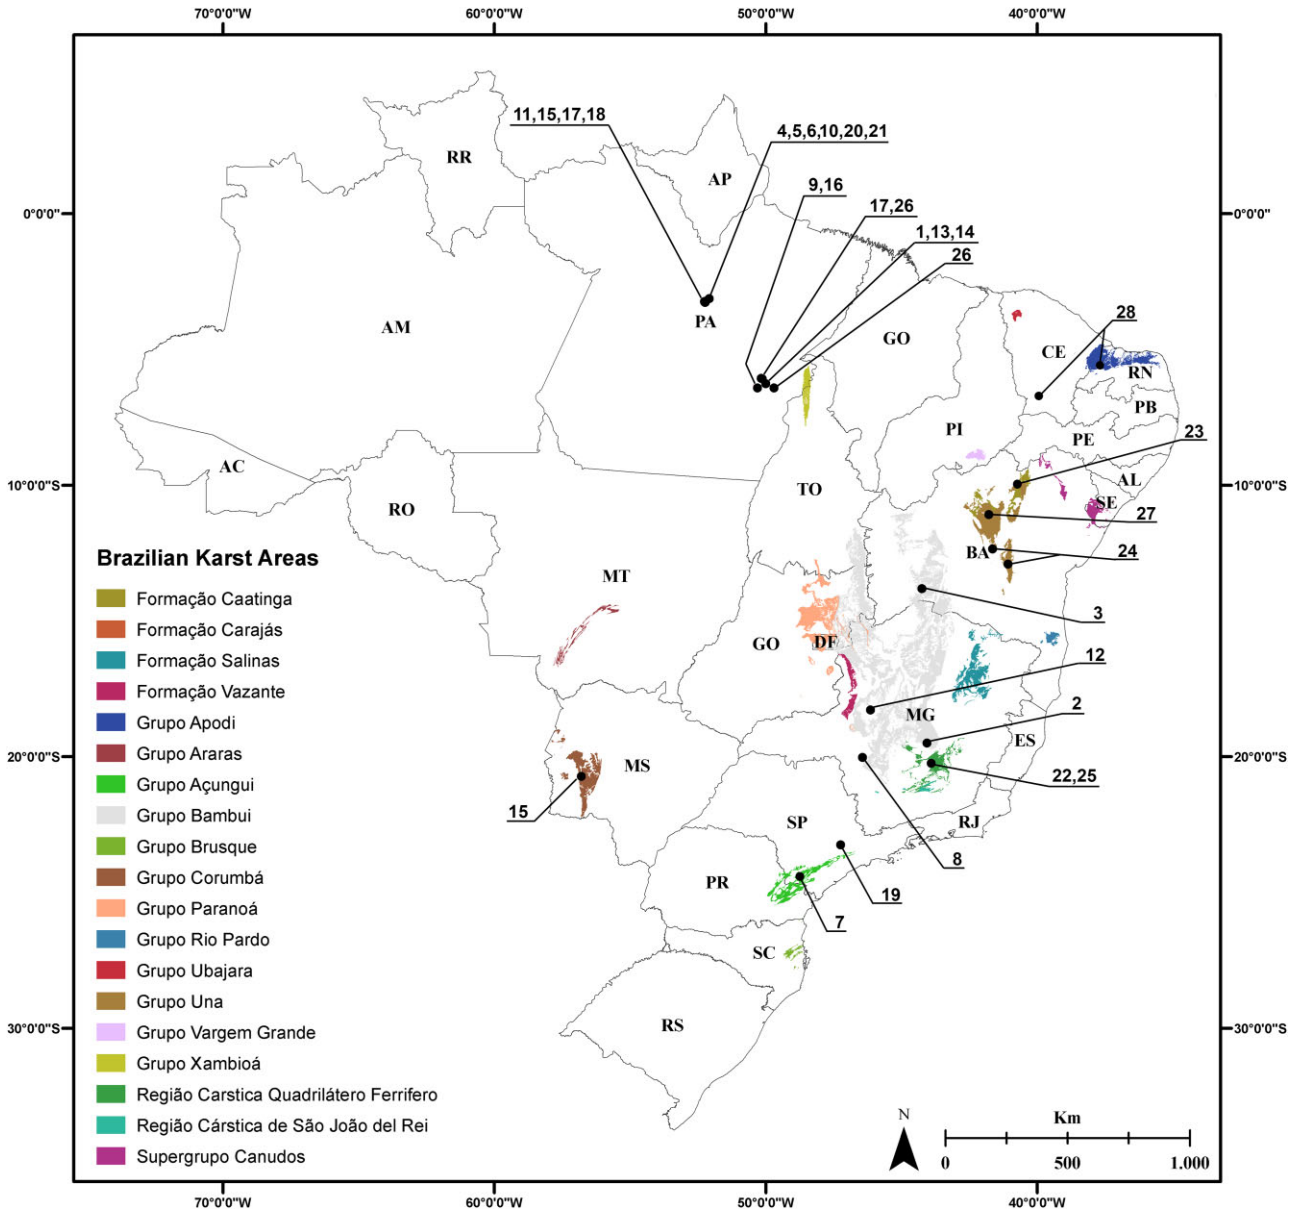 70°0'0"W 60°0'0"W 50°0'0"W 40°0'0"W
11,15,17,18
4,5,6,10,20,21
RR
AP
9,16
17,26
0°0'0"
0°0'0"
1,13,14
26
PA
AM
28
GO
CE
RN
PB
PI
PE
23
AC
TO
AL
10°0'0"S
10°0'0"S
RO
SE
27
BA
24
Brazilian Karst Areas
MT
Formação Caatinga
3
Formação Carajás
GO
DF
Formação Salinas
12
Formação Vazante
MG
2
Grupo Apodi
ES
Grupo Araras
20°0'0"S
MS
22,25
Grupo Açungui
15
Grupo Bambui
SP
RJ
8
Grupo Brusque
Grupo Corumbá
PR
19
Grupo Paranoá
7
Grupo Rio Pardo
SC
Grupo Ubajara
Grupo Una
RS
30°0'0"S
30°0'0"S
Grupo Vargem Grande
Grupo Xambioá
Região Carstica Quadrilátero Ferrifero
N
Km
Região Cárstica de São João del Rei
Supergrupo Canudos
0 500 1.000
20°0'0"S
70°0'0"W 60°0'0"W 50°0'0"W 40°0'0"W